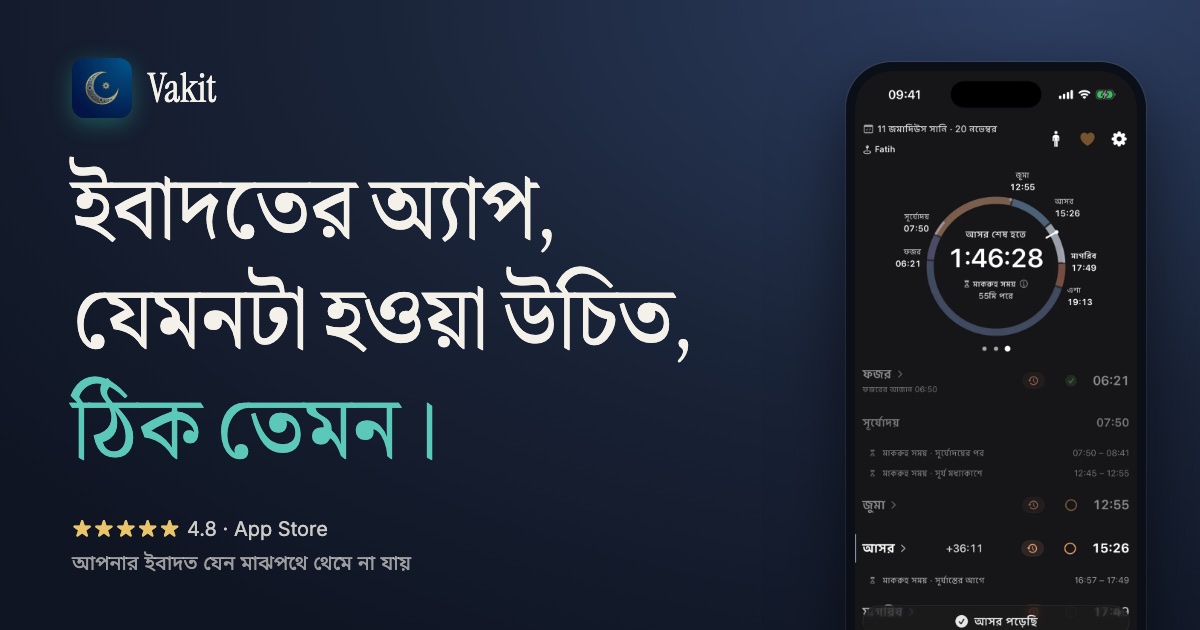 Vakit
ইবাদতের অ্যাপ,
যেমনটা হওয়া উচিত,
ঠিক তেমন।
★★★★★ 4.8 · App Store
আপনার ইবাদত যেন মাঝপথে থেমে না যায়
09:41
11 জমাদিউস সানি · 20 নভেম্বর
Fatih
জুমা
12:55
আসর
15:26
সূর্যোদয়
07:50
ফজর
06:21
আসর শেষ হতে
1:46:28
মাকরুহ সময়
55মি পরে
মাগরিব
17:49
এশা
19:13
ফজর > 06:21
ফজরের আজান 06:50
সূর্যোদয় 07:50
মাকরুহ সময় · সূর্যোদয়ের পর 07:50 – 08:41
মাকরুহ সময় · সূর্য মধ্যাকাশে 12:45 – 12:55
জুমা > 12:55
আসর > +36:11 15:26
মাকরুহ সময় · সূর্যাস্তের আগে 16:57 – 17:49
মাগরিব > 17:49
আসর পড়েছি